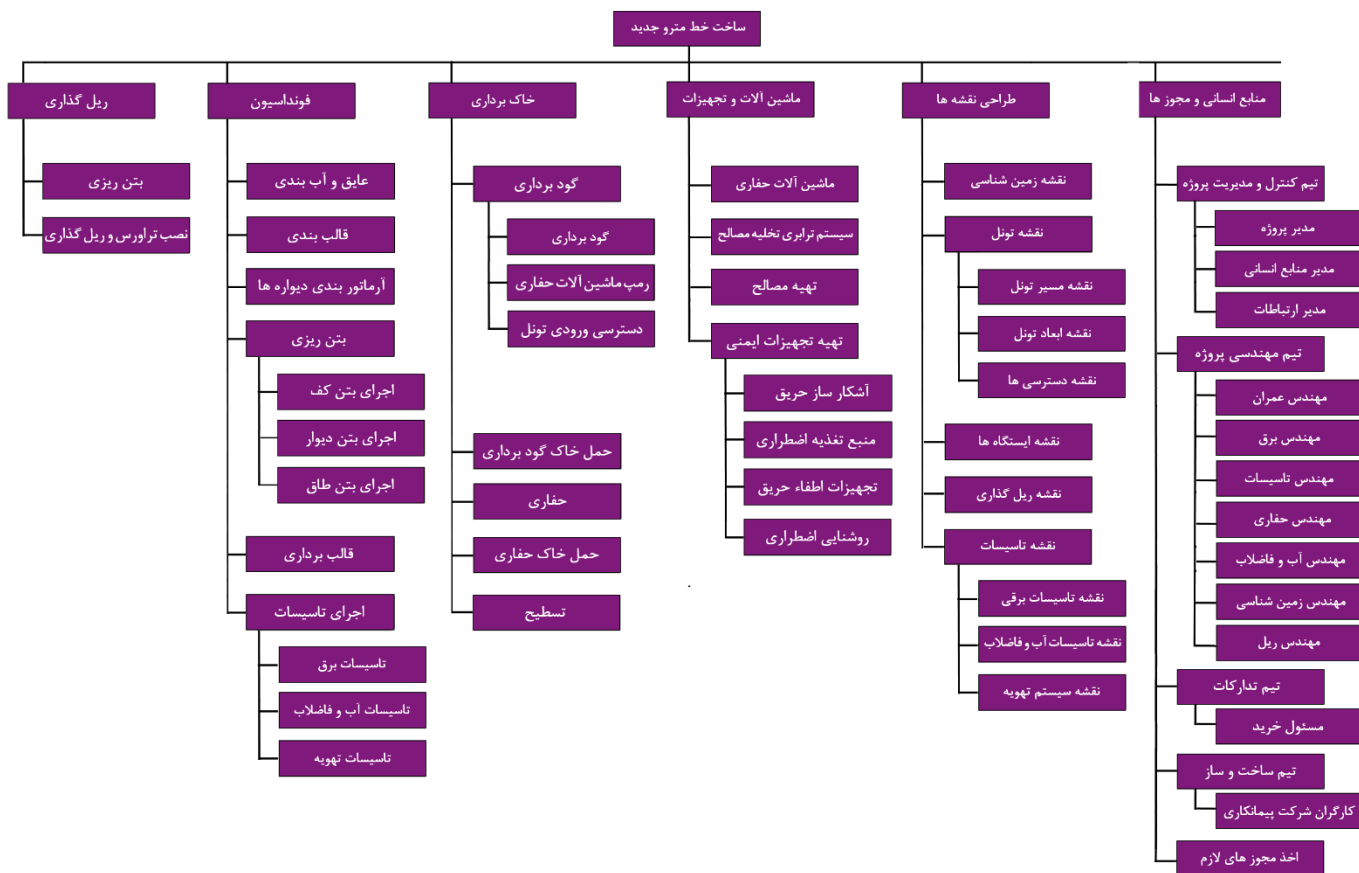 ساخت خط مترو جدید
منابع انسانی و مجوز ها
تیم کنترل و مدیریت پروژه
مدیر پروژه
مدیر منابع انسانی
مدیر ارتباطات
تیم مهندسی پروژه
مهندس عمران
مهندس برق
مهندس تاسیسات
مهندس حفاری
مهندس آب و فاضلاب
مهندس زمین شناسی
مهندس ریل
تیم تدارکات
مسئول خرید
تیم ساخت و ساز
کارگران شرکت پیمانکاری
اخذ مجوز های لازم
طراحی نقشه ها
نقشه زمین شناسی
نقشه تونل
نقشه مسیر تونل
نقشه ابعاد تونل
نقشه دسترسی ها
نقشه ایستگاه ها
نقشه ریل گذاری
نقشه تاسیسات
نقشه تاسیسات برقی
نقشه تاسیسات آب و فاضلاب
نقشه سیستم تهویه
ماشین آلات و تجهیزات
ماشین آلات حفاری
سیستم ترابری تخلیه مصالح
تهیه مصالح
تهیه تجهیزات ایمنی
آشکار ساز حریق
منبع تغذیه اضطراری
تجهیزات اطفاء حریق
روشنایی اضطراری
خاک برداری
گود برداری
گود برداری
رمپ ماشین آلات حفاری
دسترسی ورودی تونل
حمل خاک گود برداری
حفاری
حمل خاک حفاری
تسطیح
فونداسیون
عایق و آب بندی
قالب بندی
آرماتور بندی دیواره ها
بتن ریزی
اجرای بتن کف
اجرای بتن دیوار
اجرای بتن طاق
قالب برداری
اجرای تاسیسات
تاسیسات برق
تاسیسات آب و فاضلاب
تاسیسات تهویه
ریل گذاری
بتن ریزی
نصب تراورس و ریل گذاری